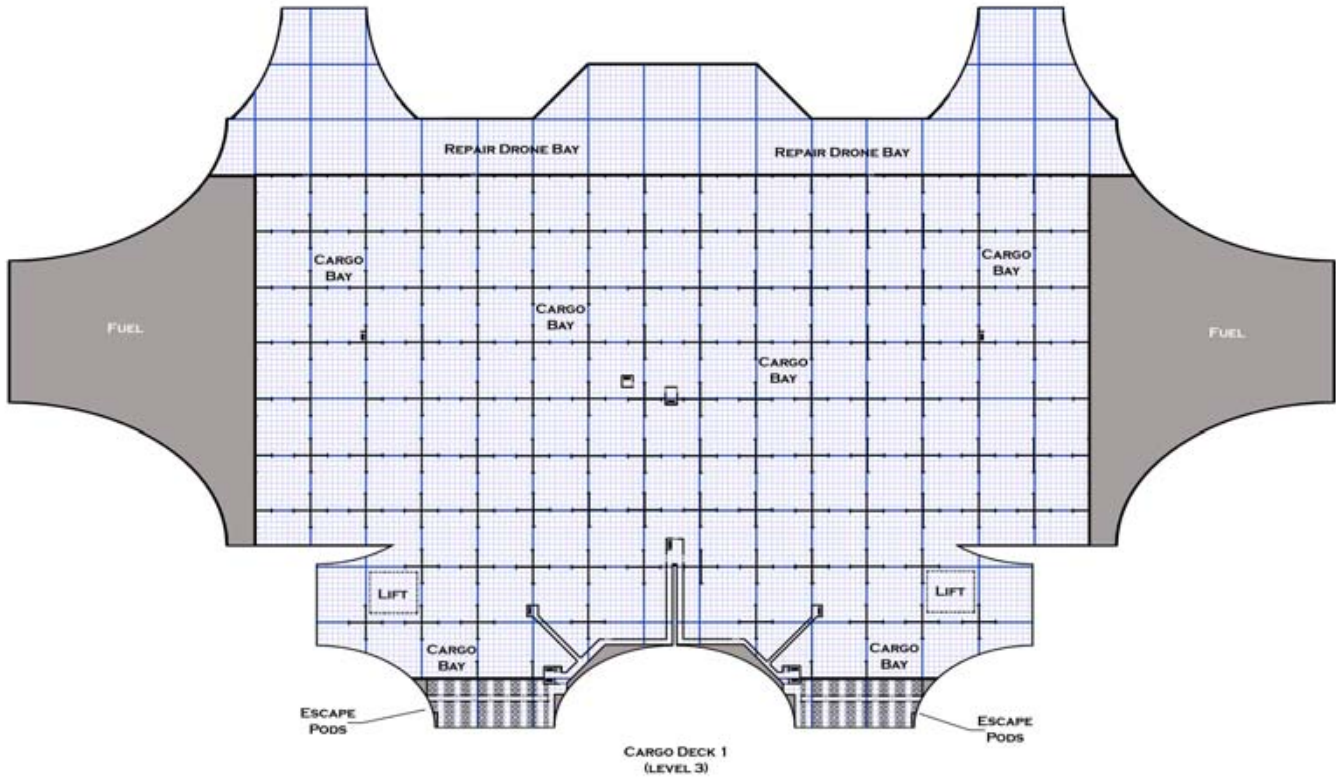 REPAIR DRONE BAY
REPAIR DRONE BAY
CARGO
BAY
CARGO
BAY
CARGO
BAY
FUEL
FUEL
CARGO
BAY
LIFT
LIFT
CARGO
BAY
CARGO
BAY
ESCAPE
PODS
ESCAPE
PODS
CARGO DECK 1
(LEVEL 3)